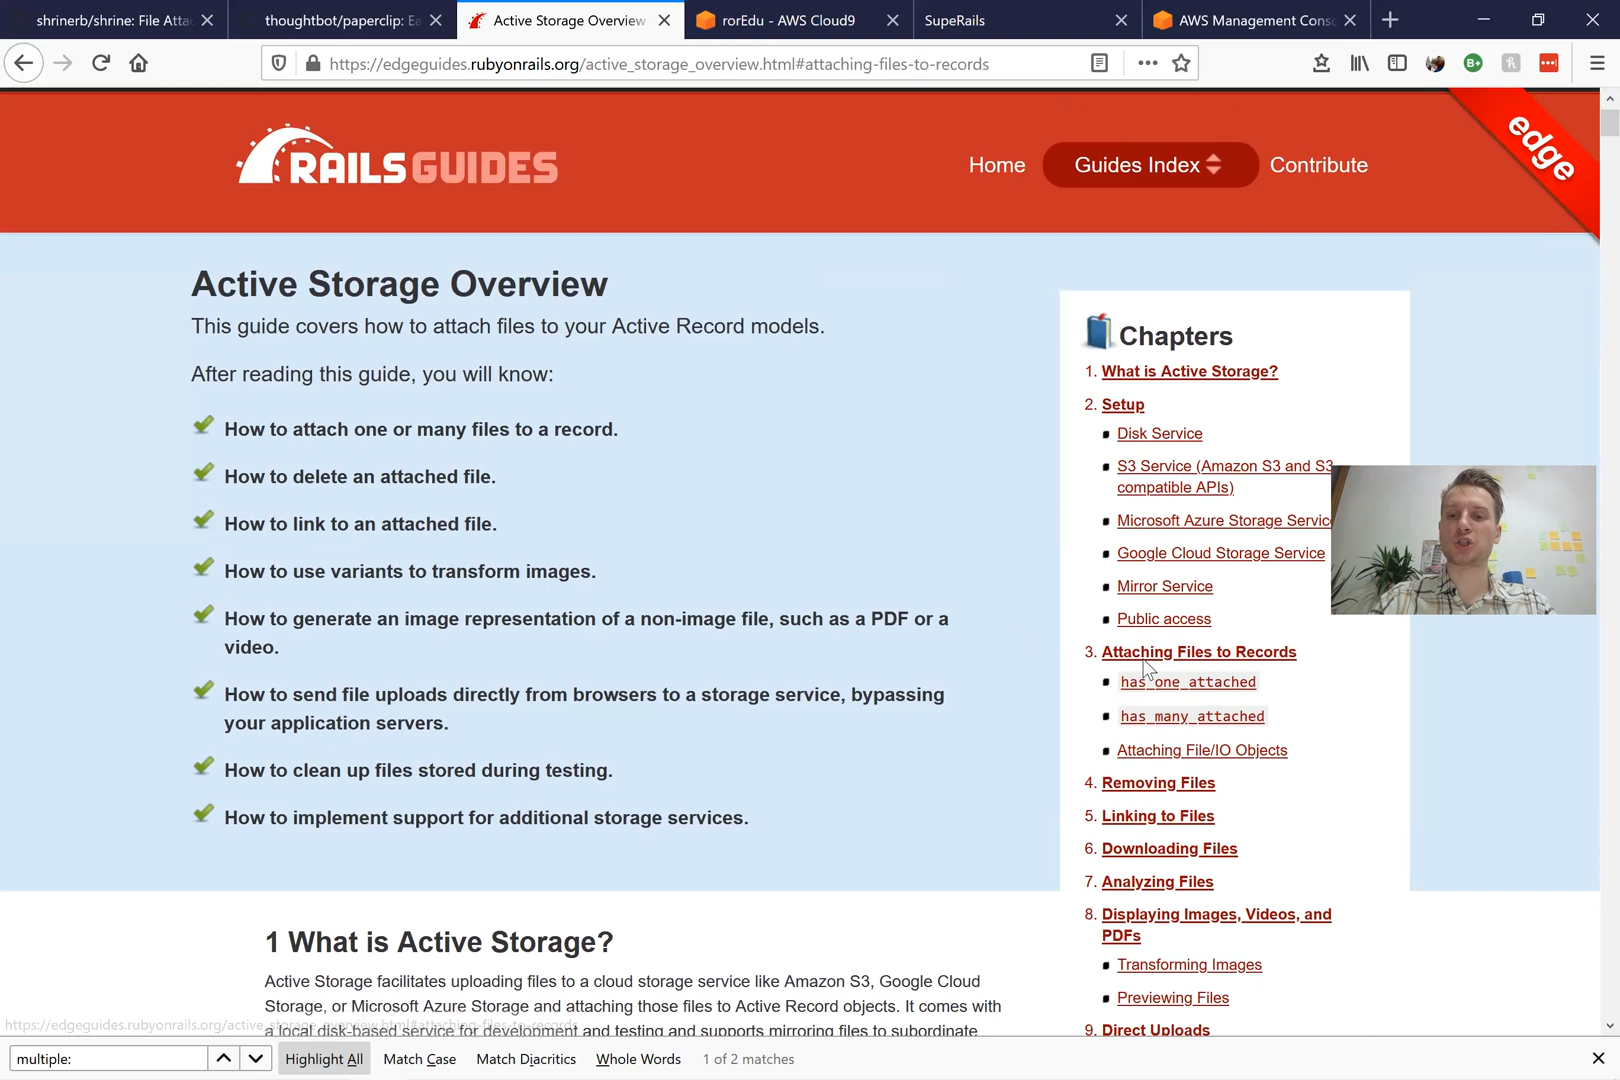 shrinerb/shrine: File Attac
thoughtbot/paperclip: Ea
Active Storage Overview
rorEdu - AWS Cloud9
SupeRails
AWS Management Conso
https://edgeguides.rubyonrails.org/active_storage_overview.html#attaching-files-to-records
RAILSGUIDES
Home
Guides Index
Contribute
edge
Active Storage Overview
This guide covers how to attach files to your Active Record models.
After reading this guide, you will know:
How to attach one or many files to a record.
How to delete an attached file.
How to link to an attached file.
How to use variants to transform images.
How to generate an image representation of a non-image file, such as a PDF or a
video.
How to send file uploads directly from browsers to a storage service, bypassing
your application servers.
How to clean up files stored during testing.
How to implement support for additional storage services.
Chapters
1. What is Active Storage?
2. Setup
Disk Service
S3 Service (Amazon S3 and S3
compatible APIs)
Microsoft Azure Storage Servic
Google Cloud Storage Service
Mirror Service
Public access
3. Attaching Files to Records
has_one_attached
has_many_attached
Attaching File/IO Objects
4. Removing Files
5. Linking to Files
6. Downloading Files
7. Analyzing Files
8. Displaying Images, Videos, and
PDFs
Transforming Images
Previewing Files
9. Direct Uploads
1 What is Active Storage?
Active Storage facilitates uploading files to a cloud storage service like Amazon S3, Google Cloud
Storage, or Microsoft Azure Storage and attaching those files to Active Record objects. It comes with
a local disk-based service for development and testing and supports mirroring files to subordinate
https://edgeguides.rubyonrails.org/active_storage_overview.html#attaching-files-to-records
multiple:
Highlight All
Match Case
Match Diacritics
Whole Words
1 of 2 matches